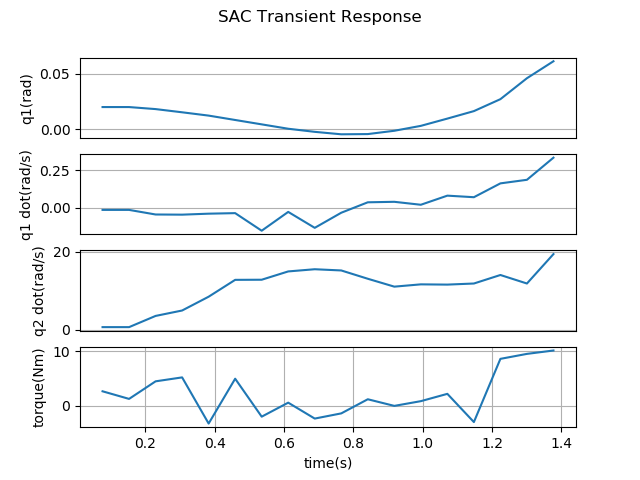 SAC Transient Response
q1(rad)
0.05
0.00
q1 dot(rad/s)
0.25
0.00
q2 dot(rad/s)
20
0
torque(Nm)
10
0
0.2 0.4 0.6 0.8 1.0 1.2 1.4
time(s)